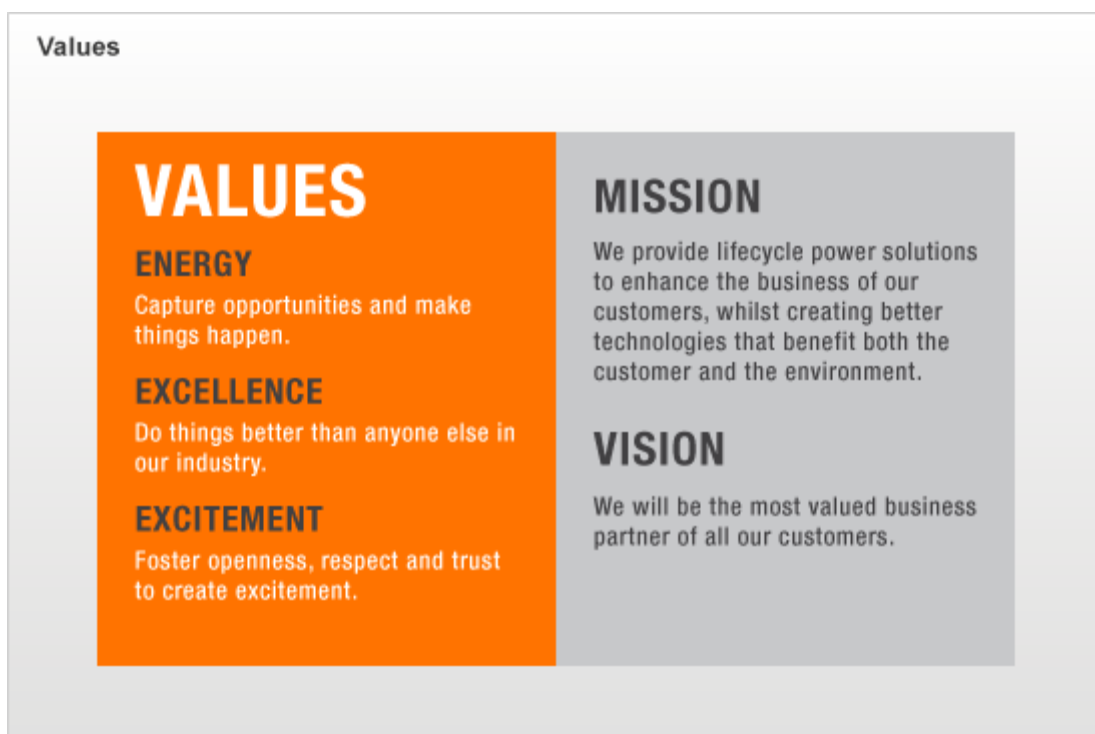 Values
VALUES
ENERGY
Capture opportunities and make
things happen.
EXCELLENCE
Do things better than anyone else in
our industry.
EXCITEMENT
Foster openness, respect and trust
to create excitement.
MISSION
We provide lifecycle power solutions
to enhance the business of our
customers, whilst creating better
technologies that benefit both the
customer and the environment.
VISION
We will be the most valued business
partner of all our customers.